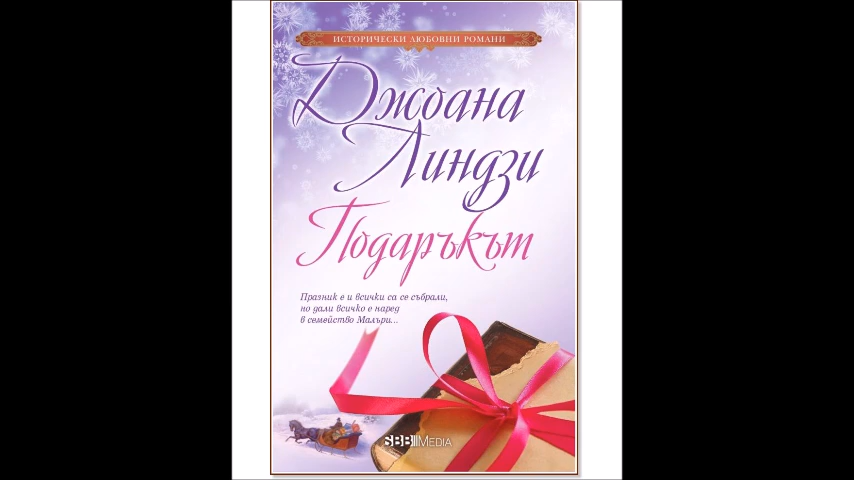 ИСТОРИЧЕСКИ ЛЮБОВНИ РОМАНИ
Джоана
Линдзи
Подаръкът
Празник е и всички са се събрали,
но дали всичко е наред
в семейство Малъри...
SBB MEDIA